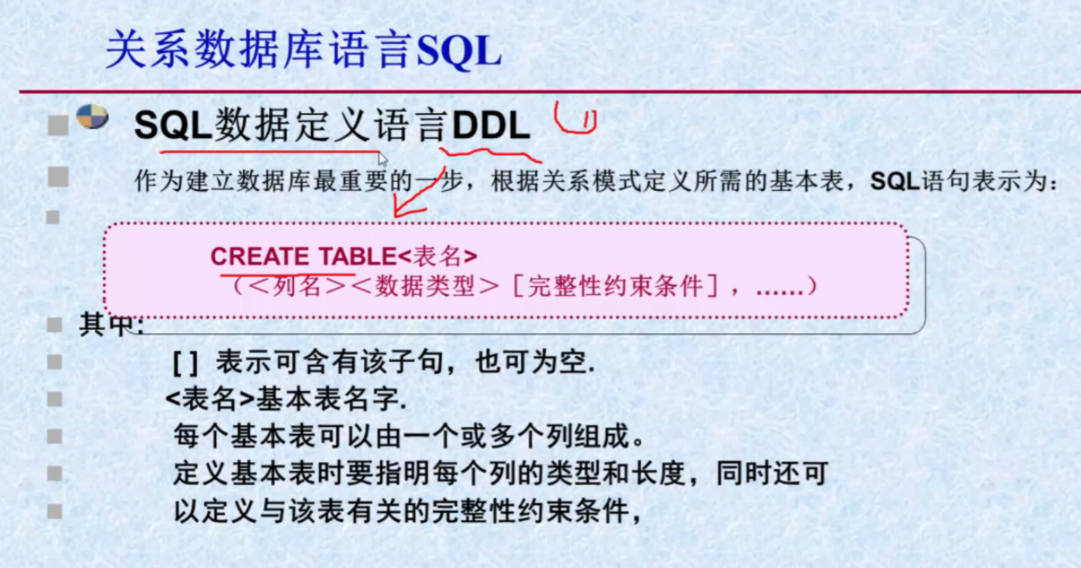 关系数据库语言SQL
SQL数据定义语言DDL
作为建立数据库最重要的一步，根据关系模式定义所需的基本表，SQL语句表示为：
CREATE TABLE<表名>
（＜列名＞＜数据类型＞［完整性约束条件］，……）
其中:
[ ] 表示可含有该子句，也可为空.
<表名>基本表名字.
每个基本表可以由一个或多个列组成。
定义基本表时要指明每个列的类型和长度，同时还可
以定义与该表有关的完整性约束条件，